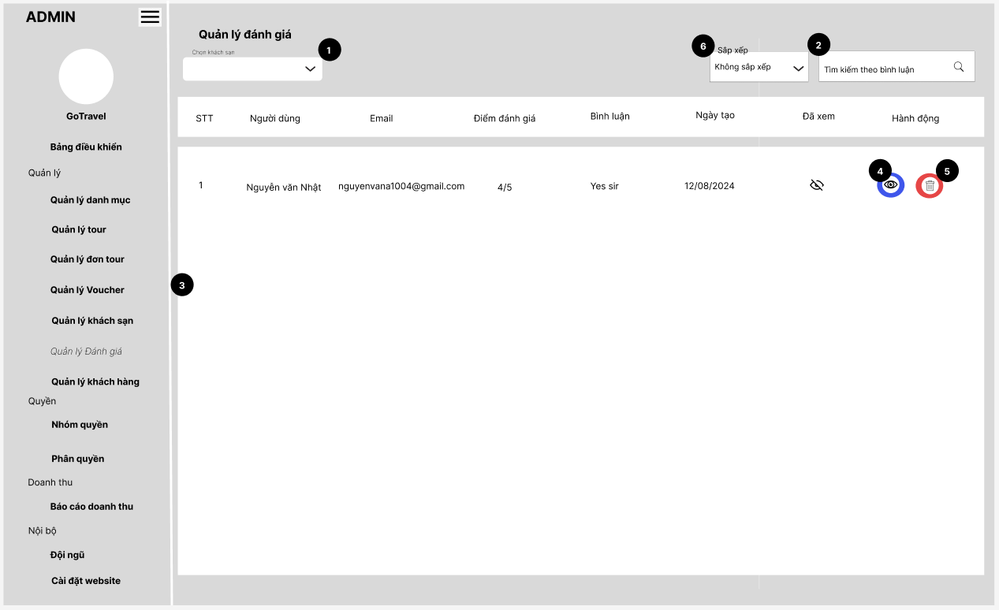 ADMIN
GoTravel
Bảng điều khiển
Quản lý
Quản lý danh mục
Quản lý tour
Quản lý đơn tour
Quản lý Voucher
Quản lý khách sạn
Quản lý Đánh giá
Quản lý khách hàng
Quyền
Nhóm quyền
Phân quyền
Doanh thu
Báo cáo doanh thu
Nội bộ
Đội ngũ
Cài đặt website
Quản lý đánh giá
Chọn khách sạn
1
6
Sắp xếp
Không sắp xếp
2
Tìm kiếm theo bình luận
STT Người dùng Email Điểm đánh giá Bình luận Ngày tạo Đã xem Hành động
4 5
1 Nguyễn văn Nhật nguyenvana1004@gmail.com 4/5 Yes sir 12/08/2024
3